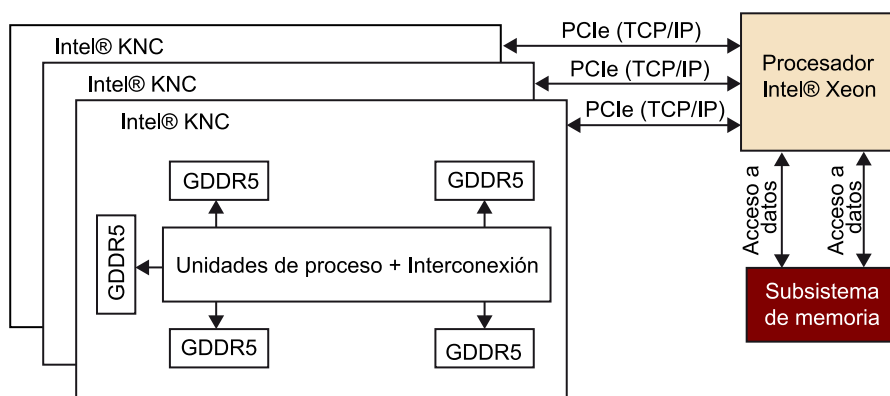 Intel® KNC
PCIe (TCP/IP)
Intel® KNC
PCIe (TCP/IP)
Intel® KNC
PCIe (TCP/IP)
Procesador
Intel® Xeon
GDDR5
GDDR5
GDDR5
Unidades de proceso + Interconexión
GDDR5
GDDR5
Acceso a
datos
Acceso a
datos
Subsistema
de memoria